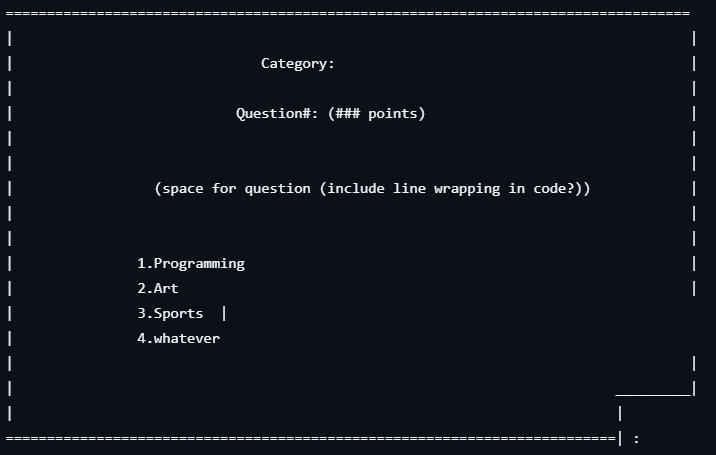 Category:
Question#: (### points)
(space for question (include line wrapping in code?))
1.Programming
2.Art
3.Sports |
4.whatever
: